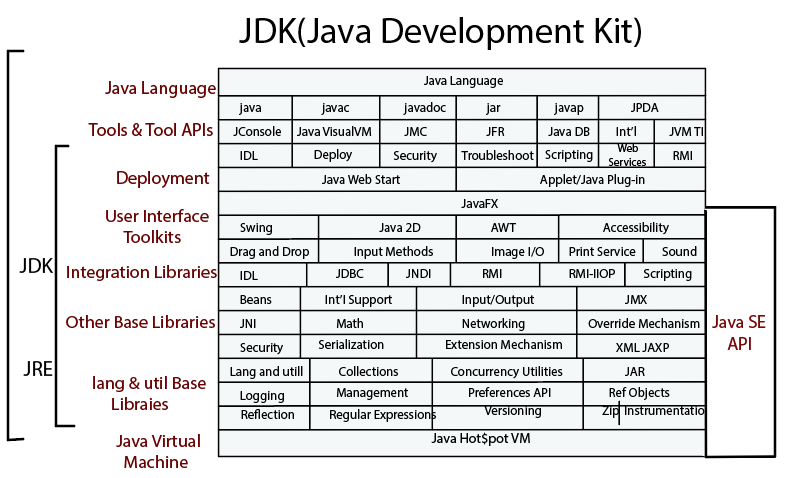 JDK(Java Development Kit)
Java Language
Java Language
java javac javadoc jar javap JPDA
Tools & Tool APIs
JConsole Java VisualVM JMC JFR Java DB Int'l JVM TI
IDL Deploy Security Troubleshoot Scripting Web Services RMI
Deployment
Java Web Start Applet/Java Plug-in
JavaFX
User Interface
Toolkits
Swing Java 2D AWT Accessibility
Drag and Drop Input Methods Image I/O Print Service Sound
JDK
Integration Libraries
IDL JDBC JNDI RMI RMI-IIOP Scripting
Beans Int'l Support Input/Output JMX
Other Base Libraries
JNI Math Networking Override Mechanism
Java SE
API
Security Serialization Extension Mechanism XML JAXP
JRE
lang & util Base
Libraies
Lang and utill Collections Concurrency Utilities JAR
Logging Management Preferences API Ref Objects
Reflection Regular Expressions Versioning Zip Instrumentatio
Java Virtual
Machine
Java Hot$pot VM